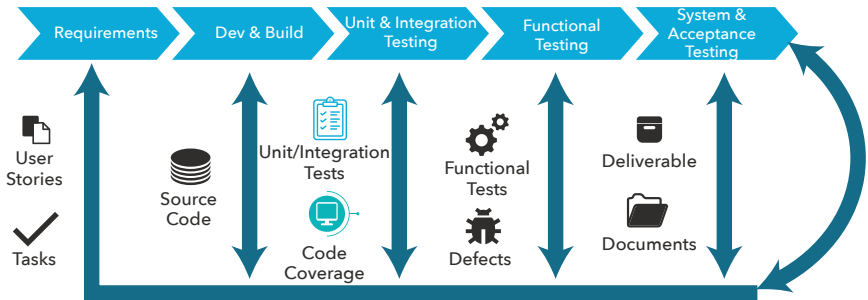 Requirements
Dev & Build
Unit & Integration
Testing
Functional
Testing
System &
Acceptance
Testing
User
Stories
Tasks
Source
Code
Unit/Integration
Tests
Code
Coverage
Functional
Tests
Defects
Deliverable
Documents